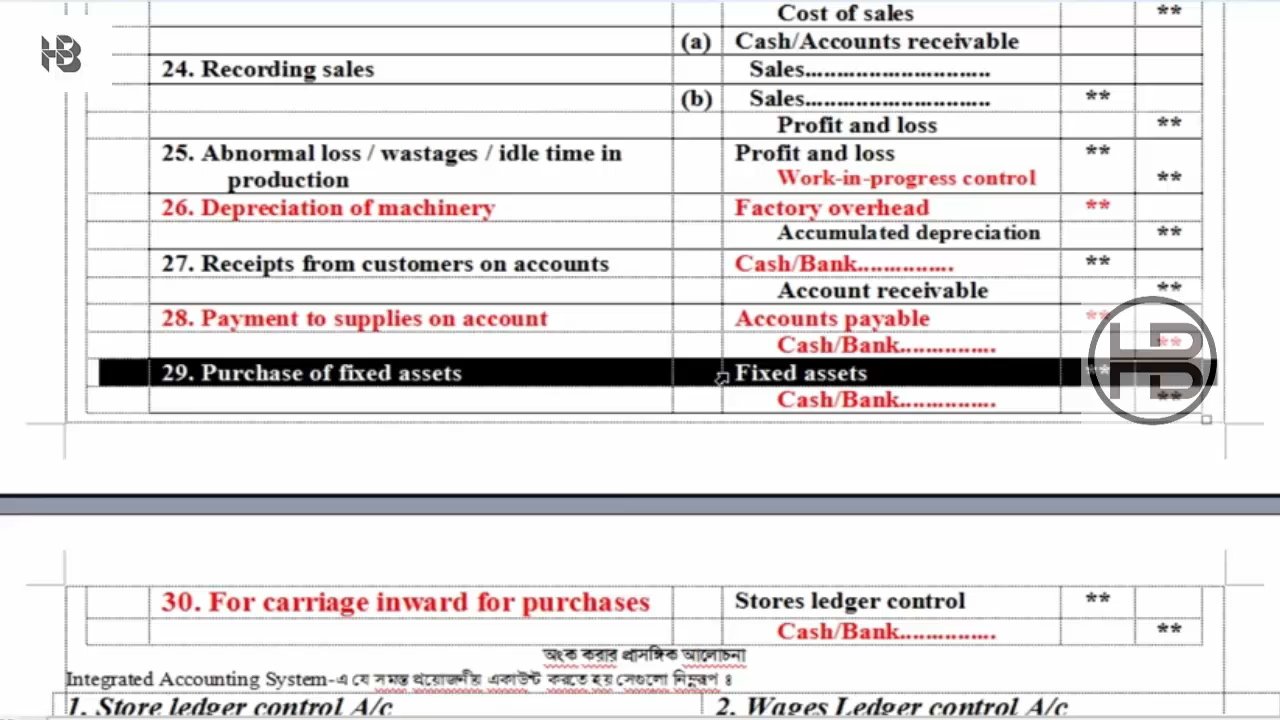 HB
Cost of sales **
(a) Cash/Accounts receivable
24. Recording sales Sales..............................
(b) Sales.............................. **
Profit and loss **
25. Abnormal loss / wastages / idle time in Profit and loss **
production Work-in-progress control **
26. Depreciation of machinery Factory overhead **
Accumulated depreciation **
27. Receipts from customers on accounts Cash/Bank............... **
Account receivable **
28. Payment to supplies on account Accounts payable **
Cash/Bank............... **
29. Purchase of fixed assets Fixed assets **
Cash/Bank............... **
HB
30. For carriage inward for purchases Stores ledger control **
Cash/Bank............... **
অংক করার প্রাসঙ্গিক আলোচনা
Integrated Accounting System-এ যে সমস্ত প্রয়োজনীয় একাউন্ট করতে হয় সেগুলো নিম্নরূপ ঃ
1. Store ledger control A/c 2. Wages Ledger control A/c